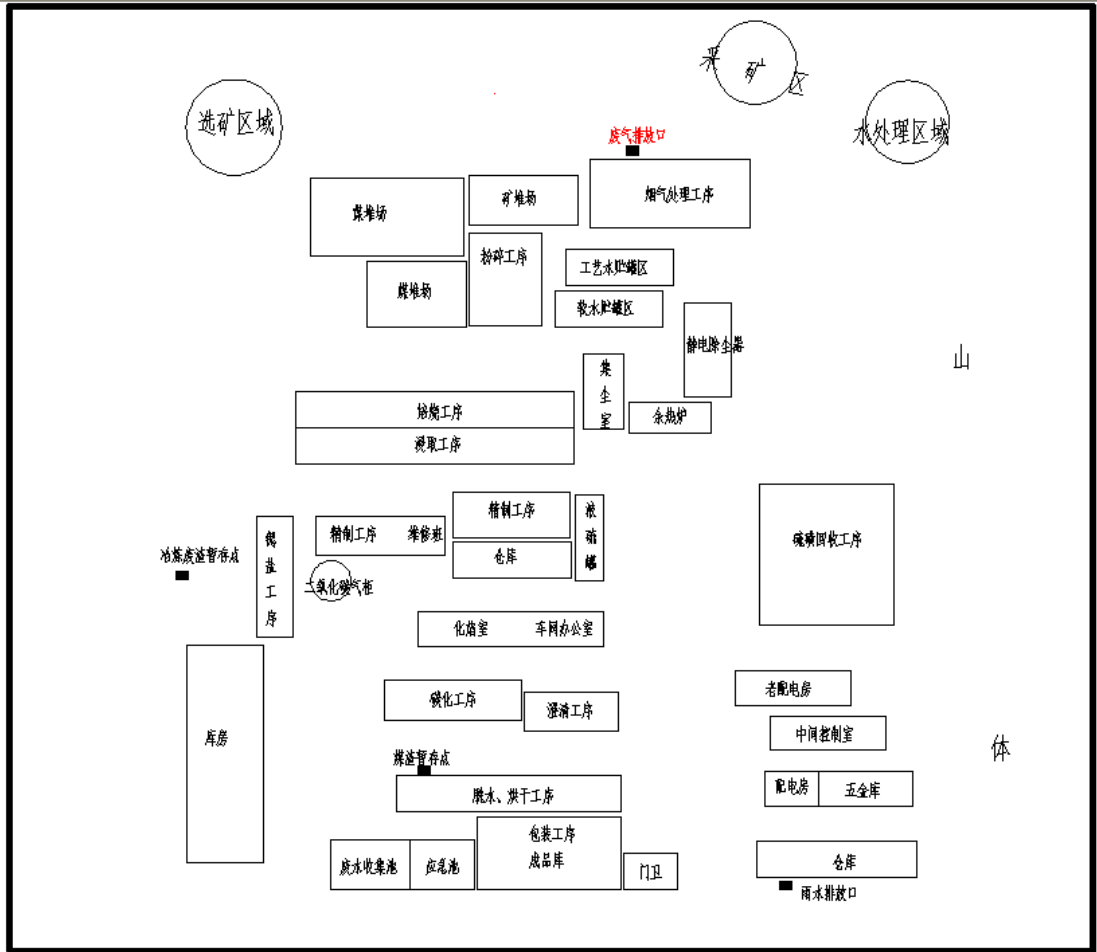 采矿区
选矿区域
水处理区域
废气排放口
煤堆场
矿堆场
烟气处理工序
粉碎工序
工艺水贮罐区
煤堆场
软水贮罐区
静电除尘器
集尘室
余热炉
焙烧工序
浸取工序
精制工序
液硫罐
精制工序 维修班
锶盐工序
仓库
硫磺回收工序
冶炼废渣暂存点
二氧化碳气柜
化焙室 车间办公室
老配电房
碳化工序
澄清工序
库房
中间控制室
山体
煤渣暂存点
配电房
五金库
脱水、烘干工序
包装工序
成品库
废水收集池
应急池
门卫
仓库
雨水排放口